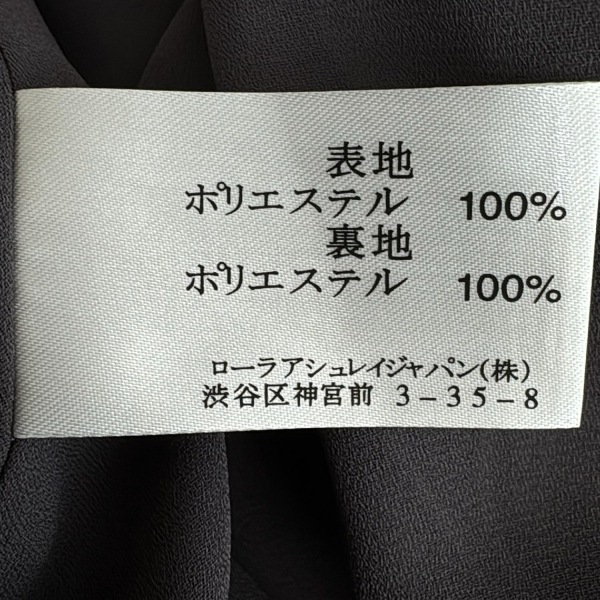 表地
ポリエステル 100%
裏地
ポリエステル 100%
ローラアシュレイジャパン(株)
渋谷区神宮前 3-35-8